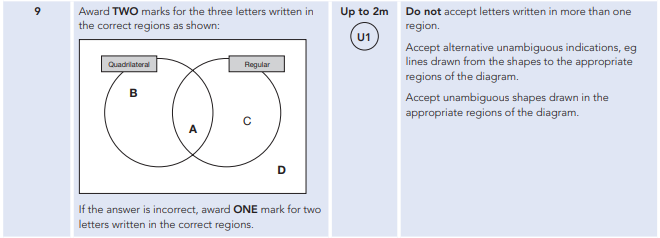 9
Award TWO marks for the three letters written in
the correct regions as shown:
Quadrilateral
Regular
B
A
C
D
If the answer is incorrect, award ONE mark for two
letters written in the correct regions.
Up to 2m
U1
Do not accept letters written in more than one
region.
Accept alternative unambiguous indications, eg
lines drawn from the shapes to the appropriate
regions of the diagram.
Accept unambiguous shapes drawn in the
appropriate regions of the diagram.